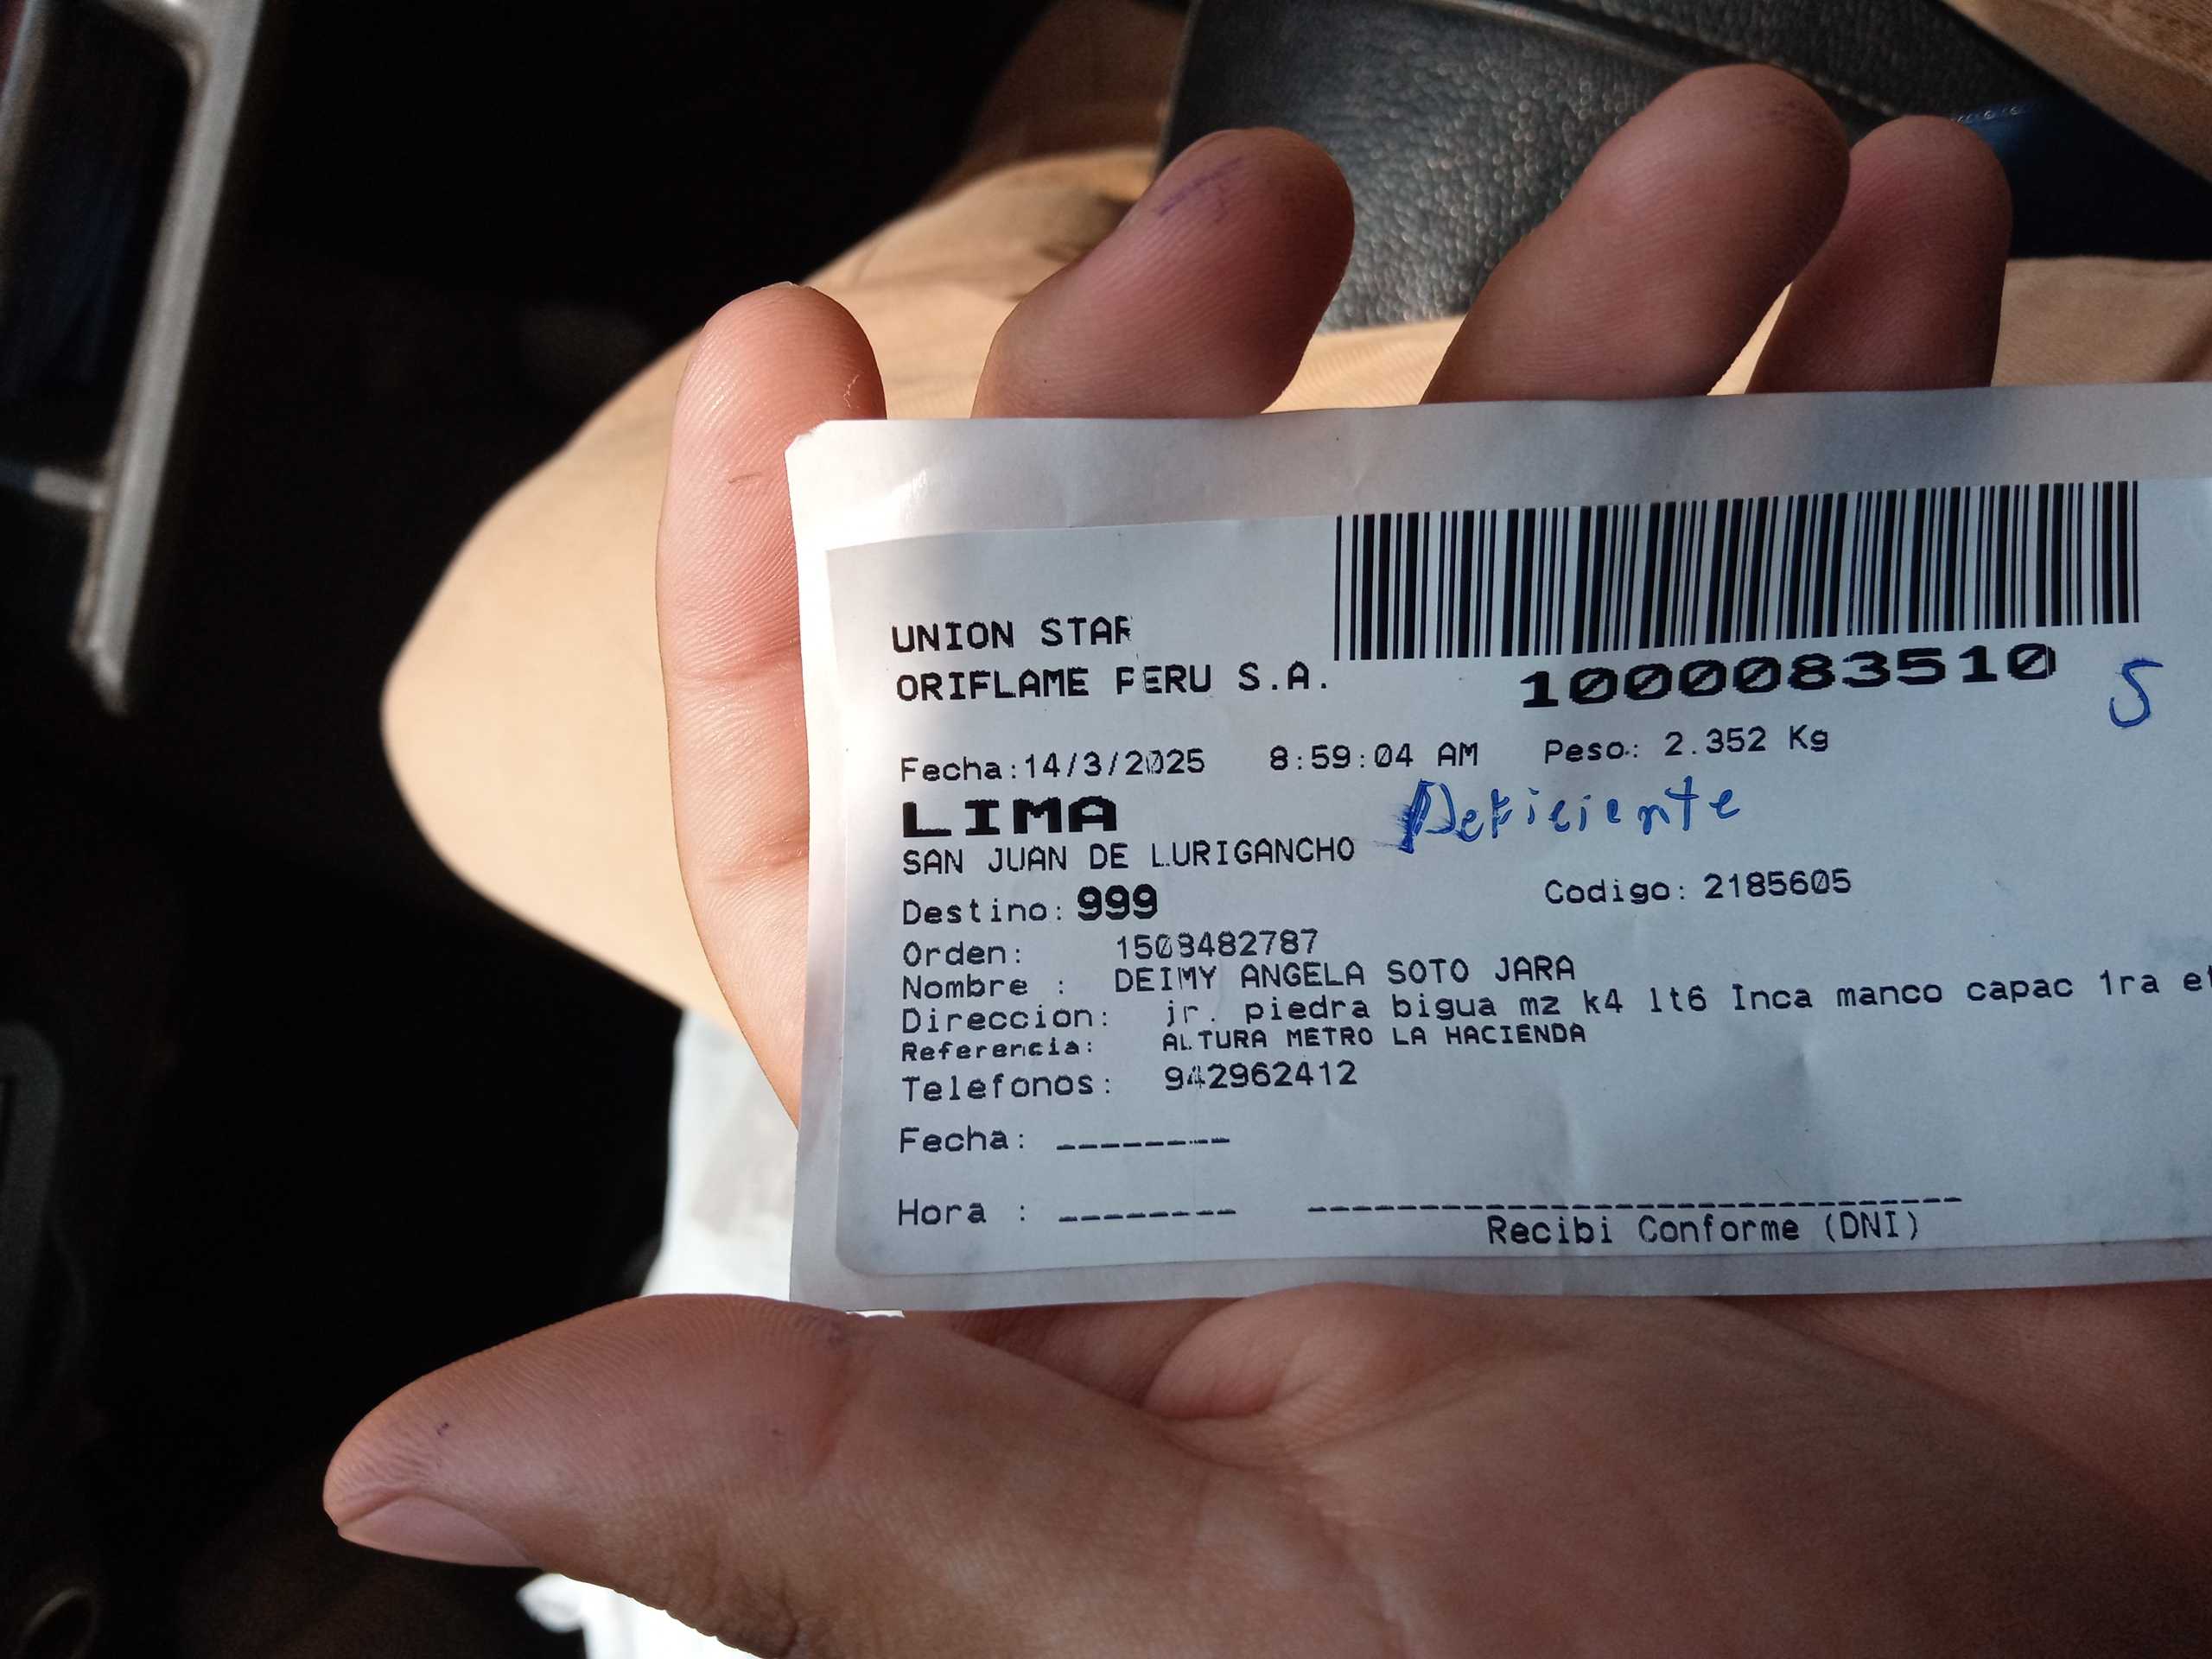 UNION STAR
ORIFLAME PERU S.A.
1000083510
S
Fecha:14/3/2025 8:59:04 AM Peso: 2.352 Kg
LIMA
Deficiente
SAN JUAN DE LURIGANCHO
Destino: 999 Codigo: 2185605
Orden: 1503482787
Nombre : DEIMY ANGELA SOTO JARA
Direccion: jr. piedra bigua mz k4 lt6 Inca manco capac 1ra et
Referencia: ALTURA METRO LA HACIENDA
Telefonos: 942962412
Fecha: --------
Hora : --------
Recibi Conforme (DNI)